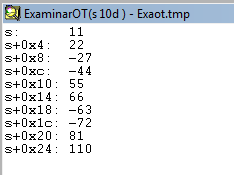 ExaminarOT(s 10d ) - Exaot.tmp
s: 11
s+0x4: 22
s+0x8: -27
s+0xc: -44
s+0x10: 55
s+0x14: 66
s+0x18: -63
s+0x1c: -72
s+0x20: 81
s+0x24: 110